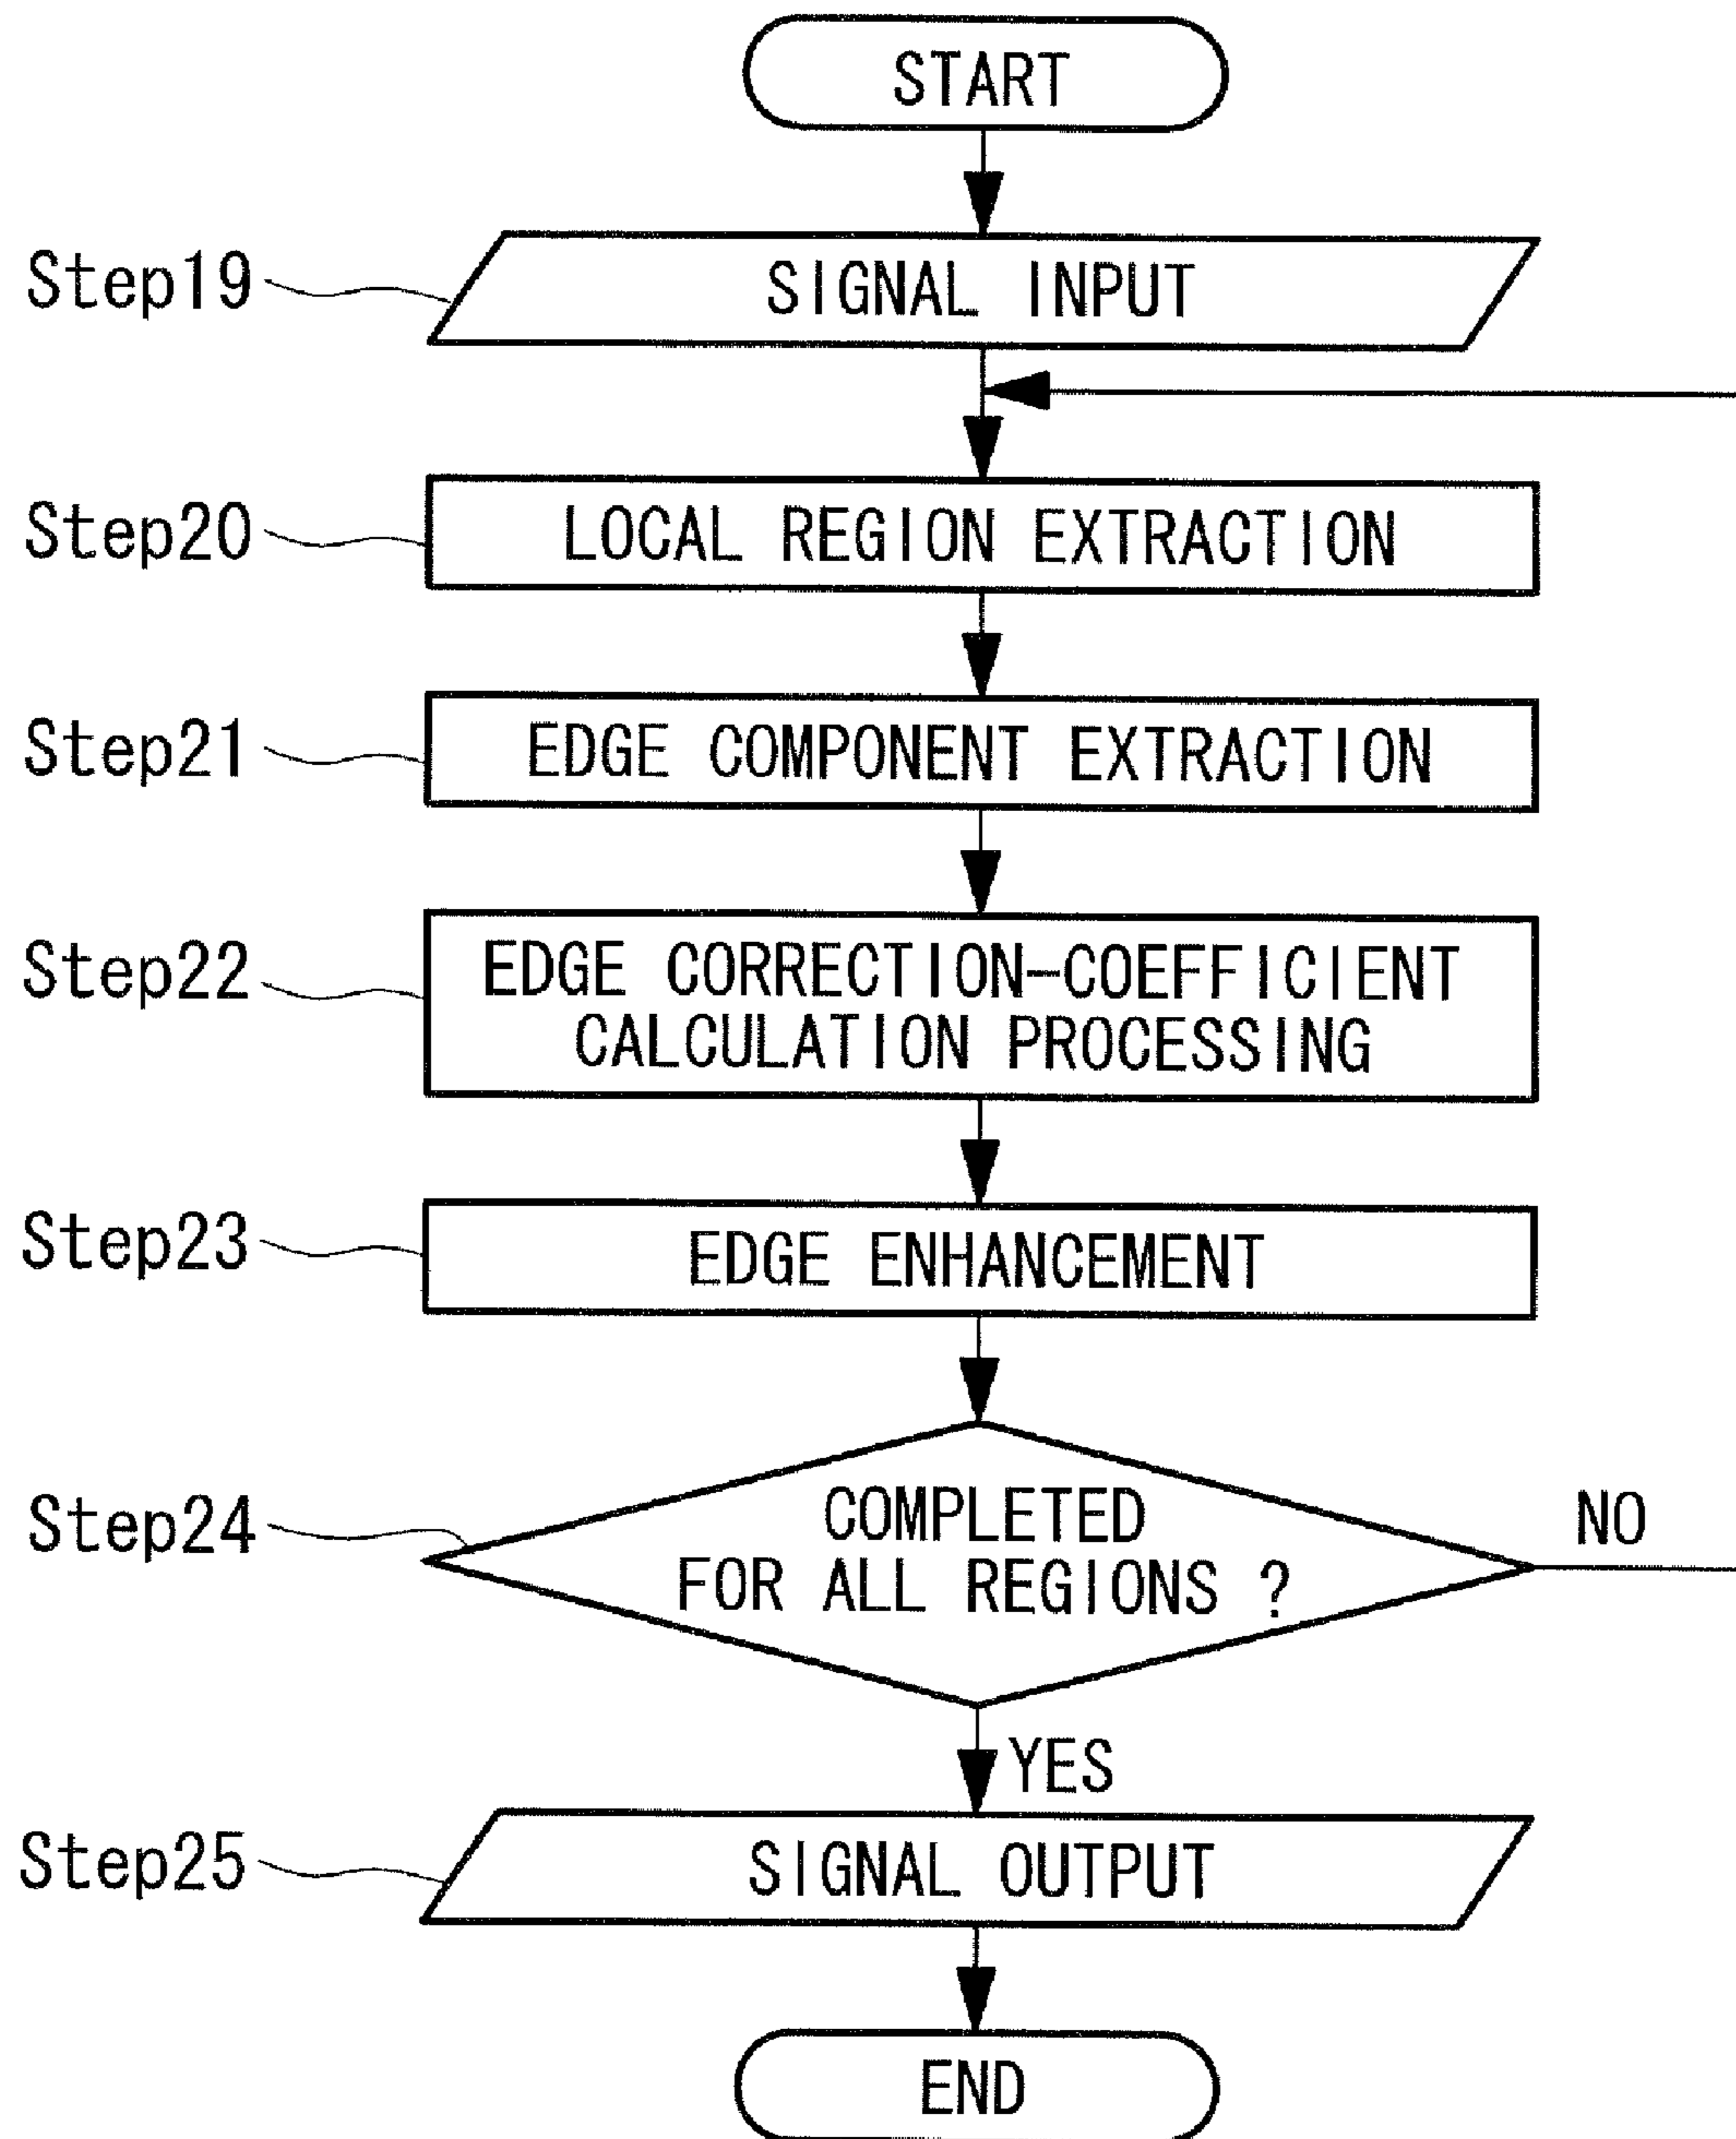 START
Step19
SIGNAL INPUT
Step20
LOCAL REGION EXTRACTION
Step21
EDGE COMPONENT EXTRACTION
Step22
EDGE CORRECTION-COEFFICIENT
CALCULATION PROCESSING
Step23
EDGE ENHANCEMENT
Step24
COMPLETED
FOR ALL REGIONS ?
NO
YES
Step25
SIGNAL OUTPUT
END